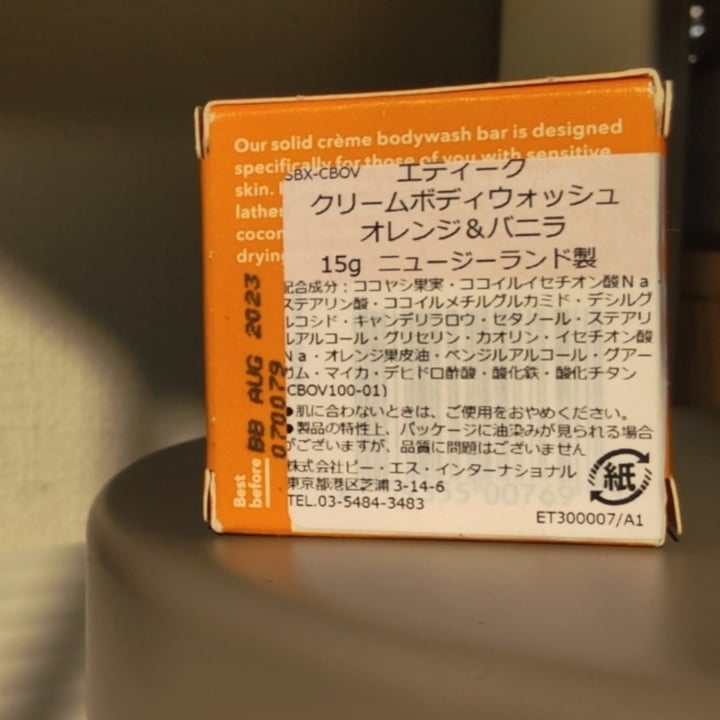 Our solid crème bodywash bar is designed
specifically for those of you with sensitive
skin.
lather
cocon
drying
SBX-CBOV エティーク
クリームボディウォッシュ
オレンジ&バニラ
15g ニュージーランド製
配合成分：ココヤシ果実・ココイルイセチオン酸Na
ステアリン酸・ココイルメチルグルカミド・デシルグ
ルコシド・キャンデリラロウ・セタノール・ステアリ
ルアルコール・グリセリン・カオリン・イセチオン酸
Na・オレンジ果皮油・ベンジルアルコール・グアー
ガム・マイカ・デヒドロ酢酸・酸化鉄・酸化チタン
(CBOV100-01)
●肌に合わないときは、ご使用をおやめください。
●製品の特性上、パッケージに油染みが見られる場合
がございますが、品質に問題はございません
株式会社ピー・エス・インターナショナル
東京都港区芝浦3-14-6
TEL.03-5484-3483
紙
ET300007/A1
Best
before
BB AUG 2023
070079